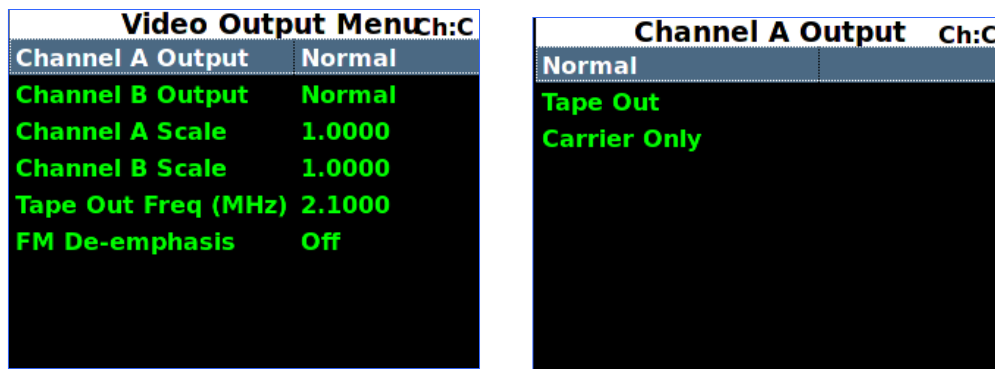 Video Output Menu Ch:C
Channel A Output Normal
Channel B Output Normal
Channel A Scale 1.0000
Channel B Scale 1.0000
Tape Out Freq (MHz) 2.1000
FM De-emphasis Off
Channel A Output Ch:C
Normal
Tape Out
Carrier Only